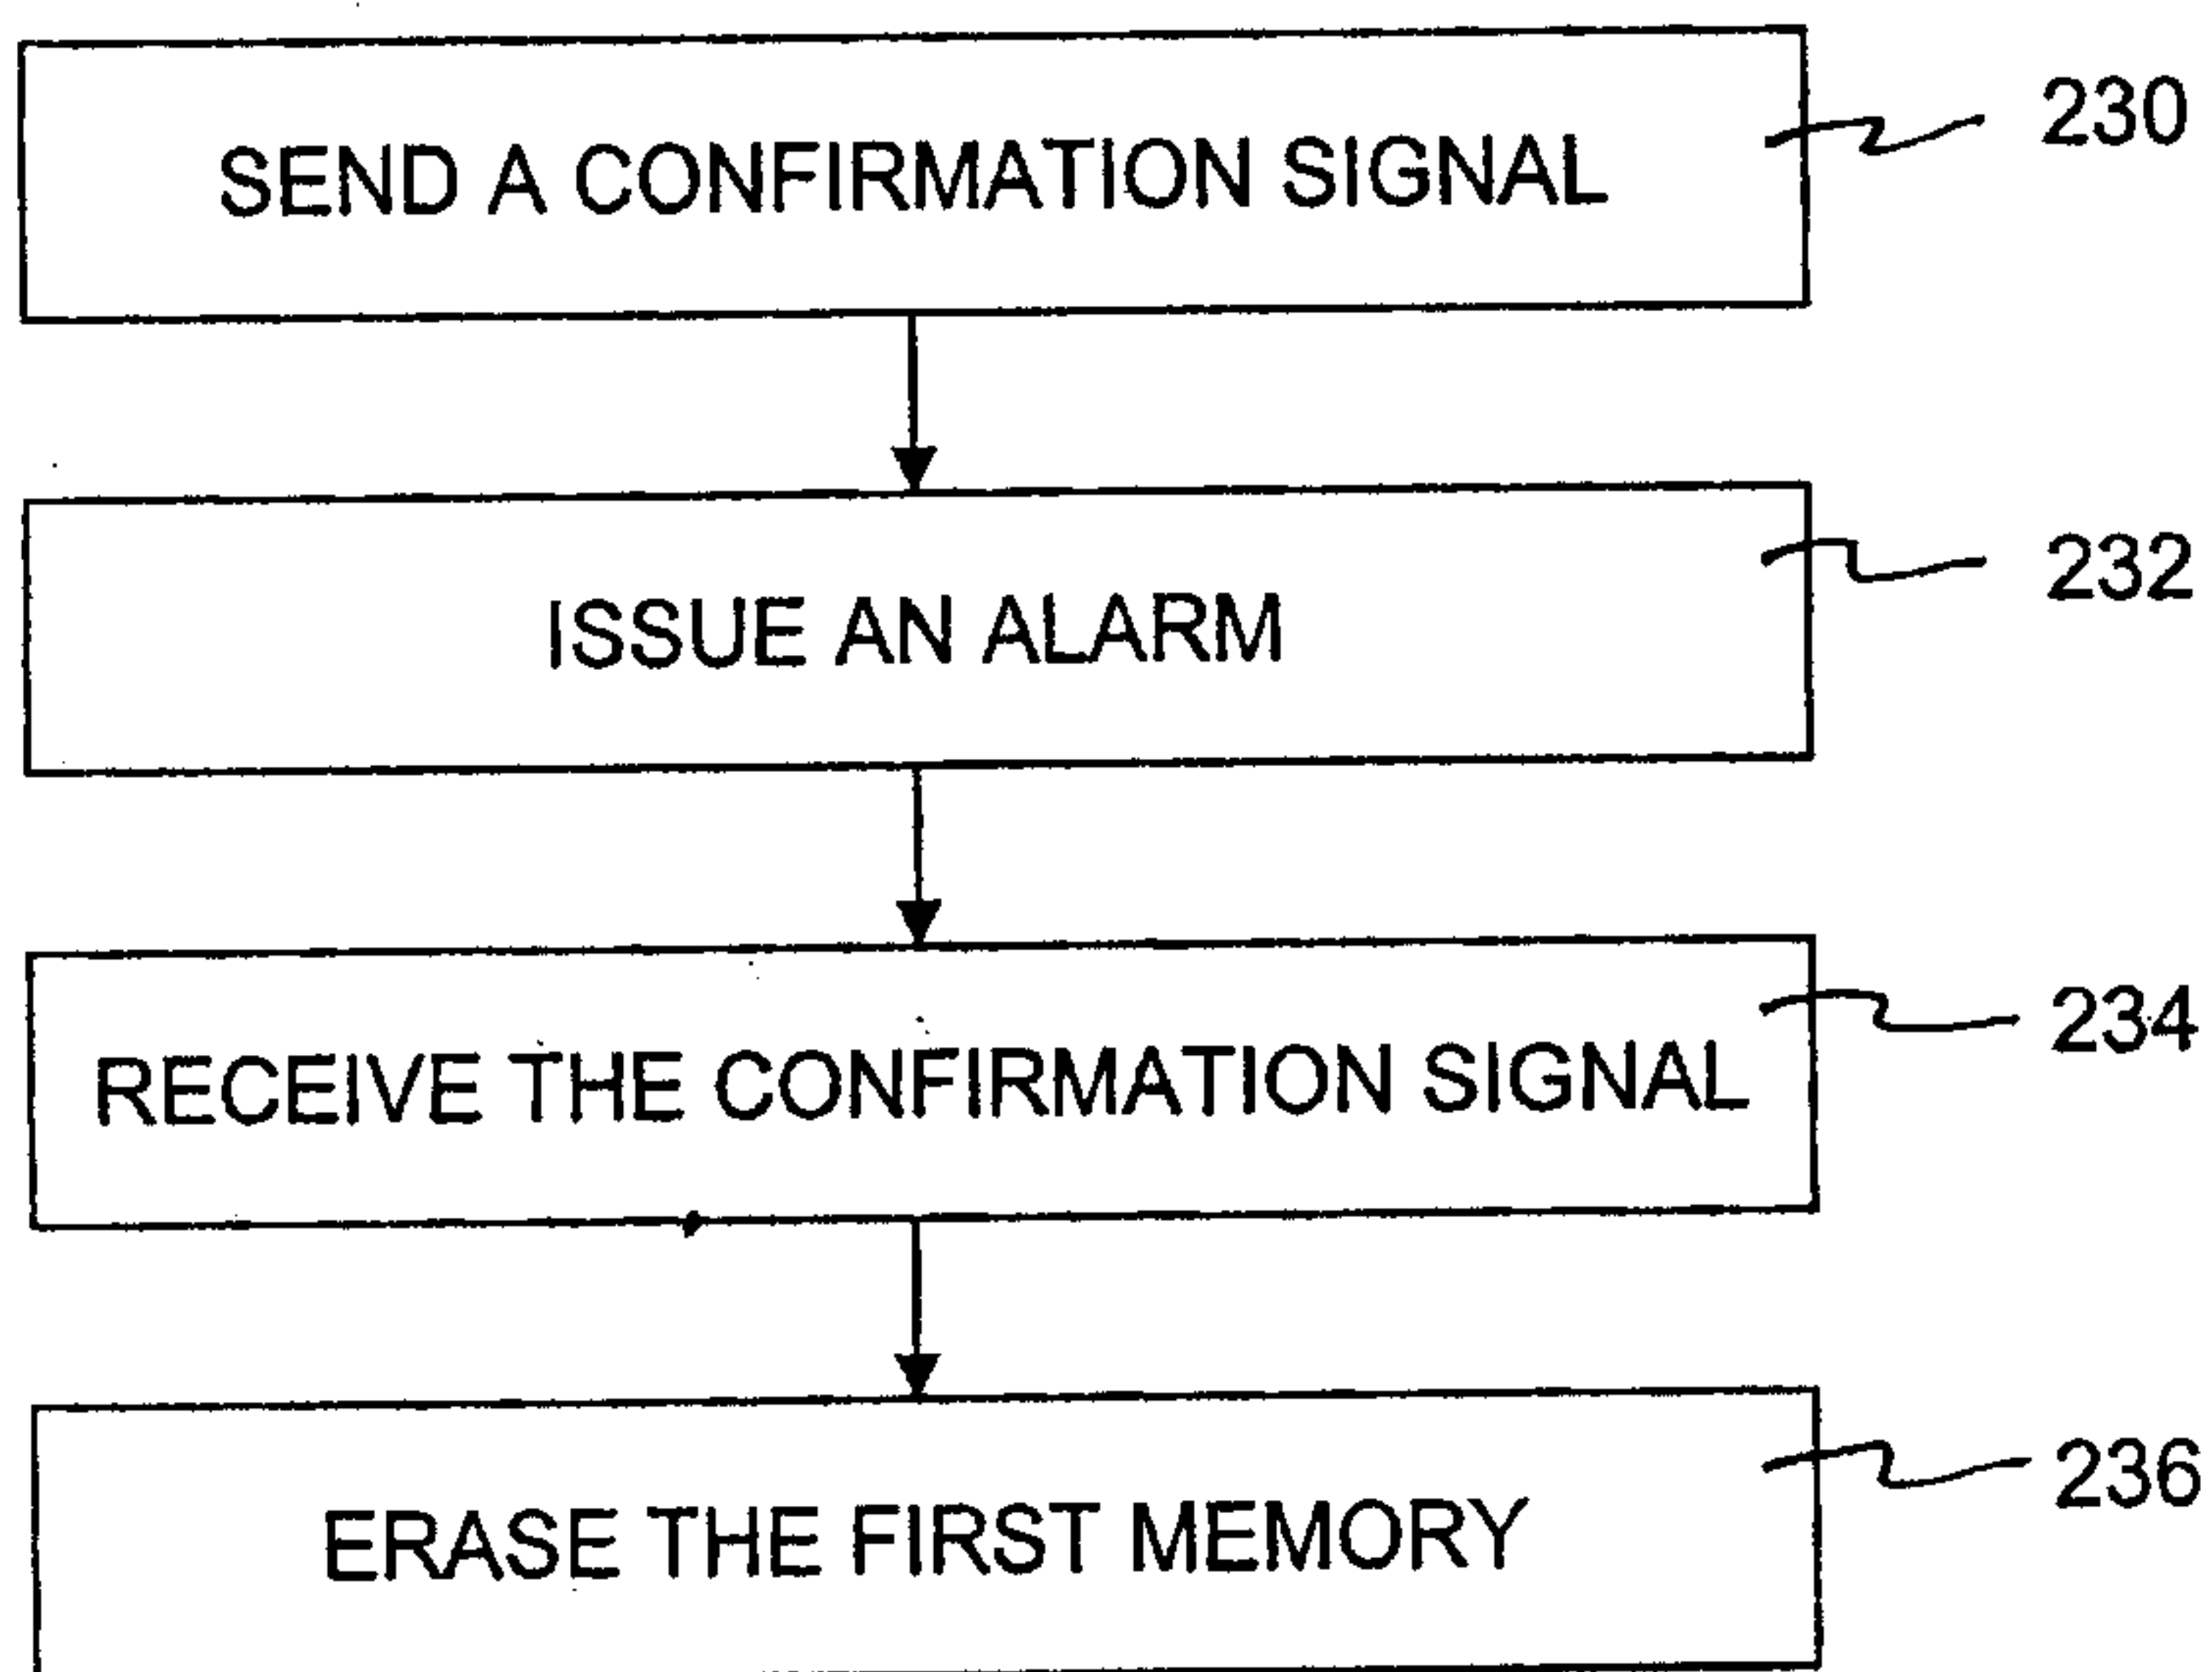 SEND A CONFIRMATION SIGNAL
230
ISSUE AN ALARM
232
RECEIVE THE CONFIRMATION SIGNAL
234
ERASE THE FIRST MEMORY
236